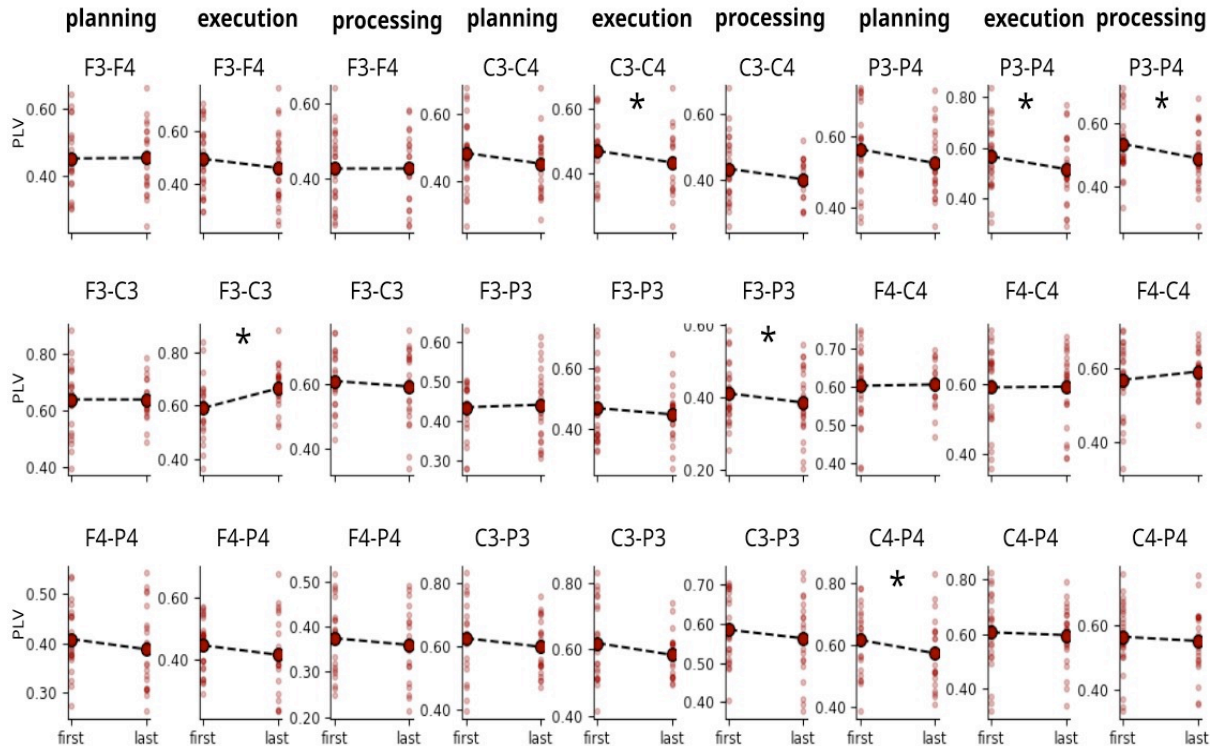 planning execution processing planning execution processing planning execution processing
F3-F4 F3-F4 F3-F4 C3-C4 C3-C4 C3-C4 P3-P4 P3-P4 P3-P4
* * *
PLV
0.60 0.60 0.60 0.60 0.60 0.60 0.60 0.80 0.60
0.40 0.40 0.40 0.40 0.40 0.40 0.40 0.60 0.40
0.40
F3-C3 F3-C3 F3-C3 F3-P3 F3-P3 F3-P3 F4-C4 F4-C4 F4-C4
* *
PLV
0.80 0.80 0.60 0.60 0.60 0.60 0.70 0.60 0.60
0.60 0.60 0.50 0.40 0.40 0.60 0.40 0.40
0.40 0.40 0.40 0.20 0.50
0.30 0.40
F4-P4 F4-P4 F4-P4 C3-P3 C3-P3 C3-P3 C4-P4 C4-P4 C4-P4
*
PLV
0.50 0.60 0.50 0.80 0.80 0.70 0.80 0.80 0.60
0.40 0.40 0.40 0.60 0.60 0.60 0.60 0.60 0.40
0.30 0.30 0.40 0.40 0.50 0.40 0.40
0.20 0.40
first last first last first last first last first last first last first last first last first last